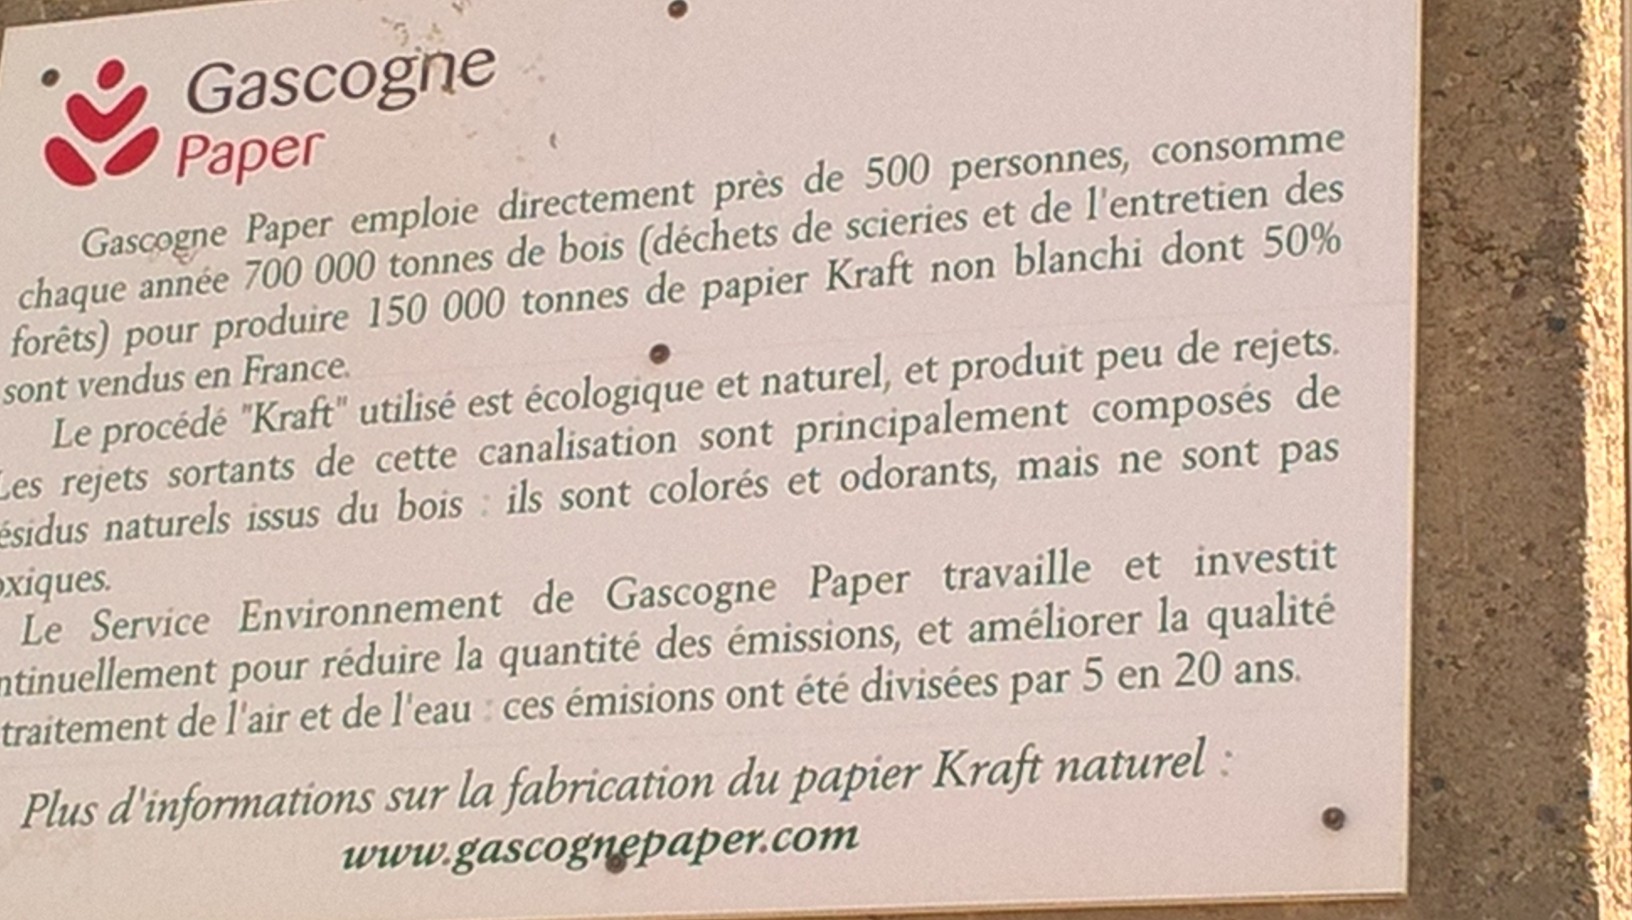 Gascogne
Paper
Gascogne Paper emploie directement près de 500 personnes, consomme
chaque année 700 000 tonnes de bois (déchets de scieries et de l'entretien des
forêts) pour produire 150 000 tonnes de papier Kraft non blanchi dont 50%
sont vendus en France.
Le procédé "Kraft" utilisé est écologique et naturel, et produit peu de rejets.
Les rejets sortants de cette canalisation sont principalement composés de
ésidus naturels issus du bois : ils sont colorés et odorants, mais ne sont pas
oxiques.
Le Service Environnement de Gascogne Paper travaille et investit
ntinuellement pour réduire la quantité des émissions, et améliorer la qualité
traitement de l'air et de l'eau : ces émisions ont été divisées par 5 en 20 ans.
Plus d'informations sur la fabrication du papier Kraft naturel :
www.gascognepaper.com